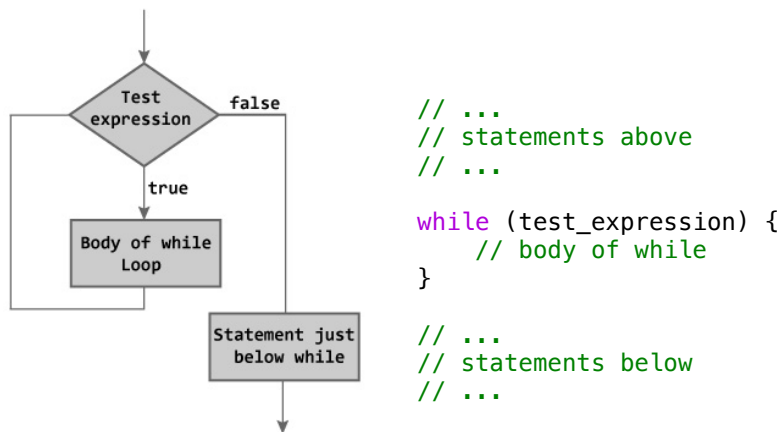 Test
expression
false
true
Body of while
Loop
Statement just
below while
// ...
// statements above
// ...
while (test_expression) {
    // body of while
}
// ...
// statements below
// ...